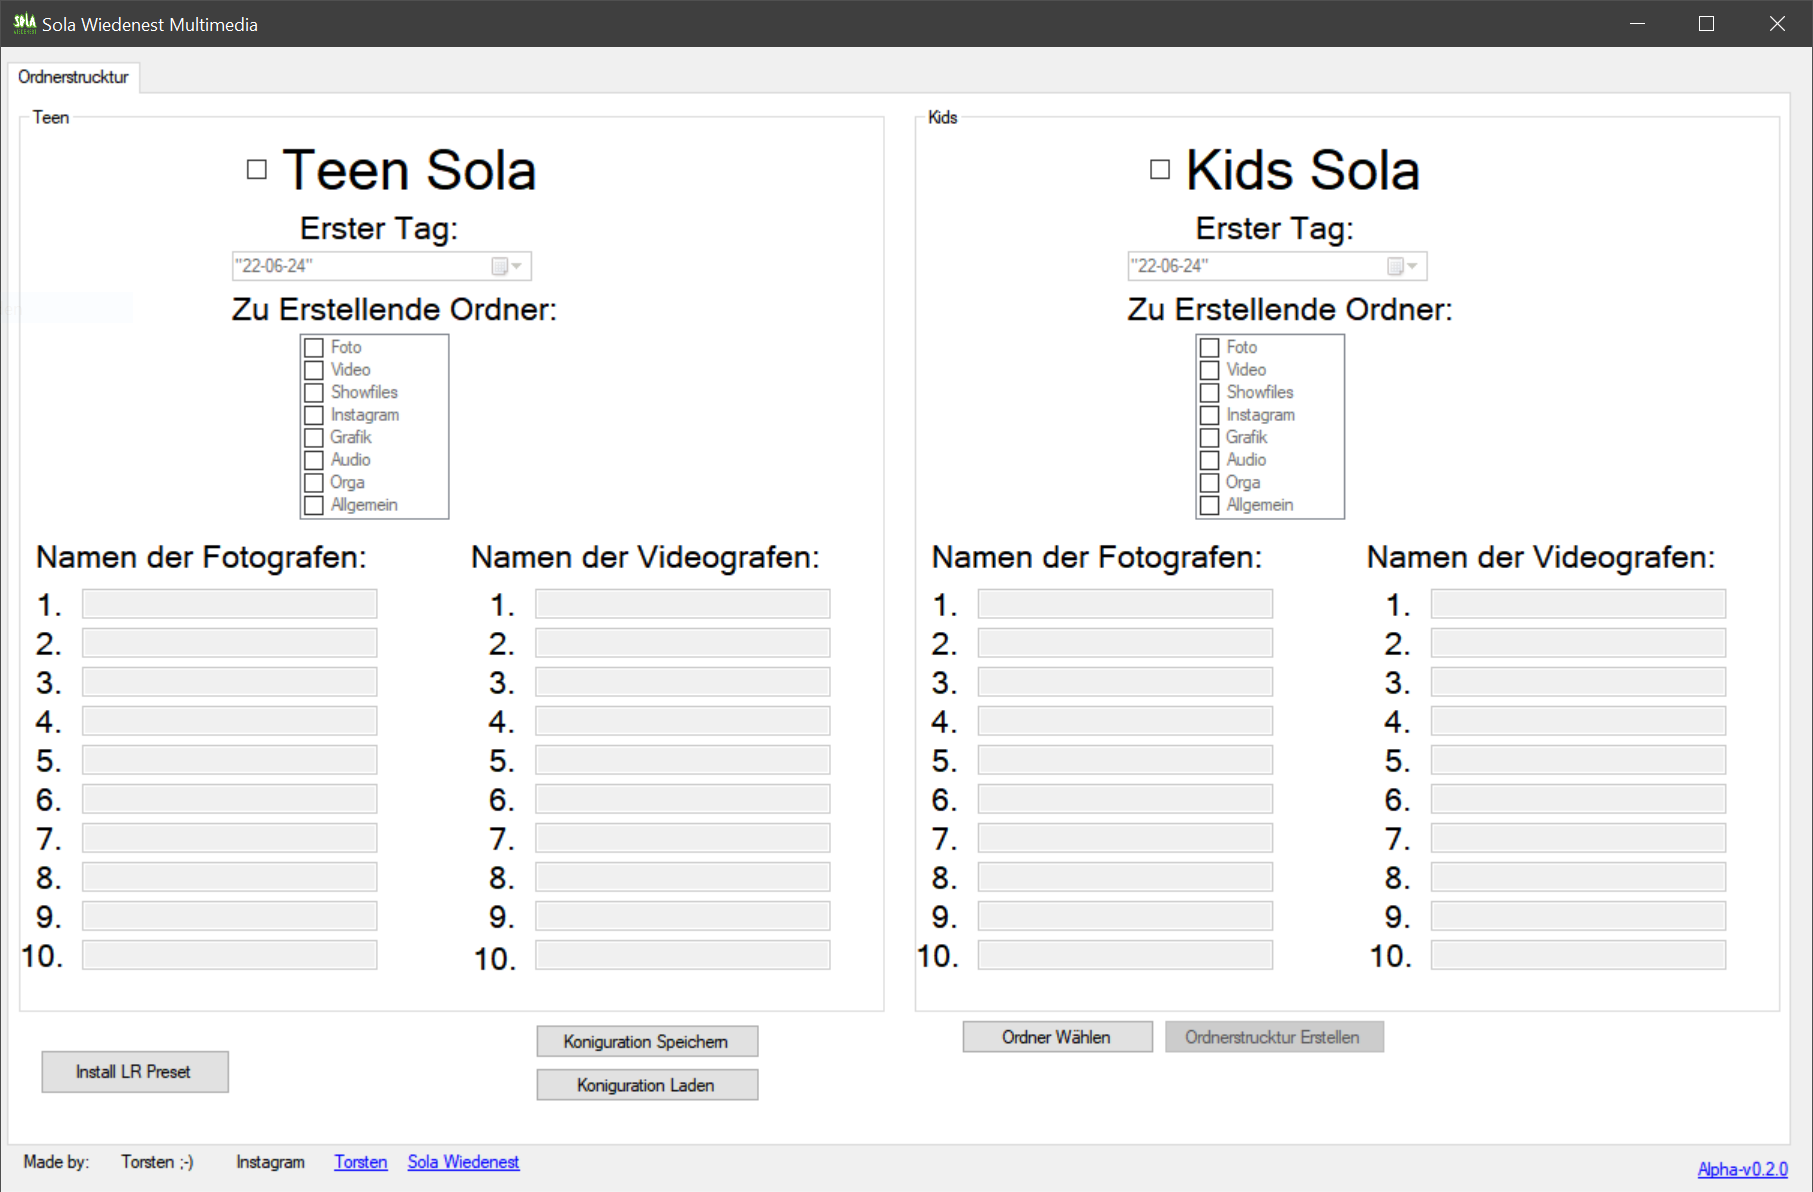 SOLA Sola Wiedenest Multimedia
Ordnerstrucktur
Teen
Teen Sola
Erster Tag:
"22-06-24"
Zu Erstellende Ordner:
Foto
Video
Showfiles
Instagram
Grafik
Audio
Orga
Allgemein
Namen der Fotografen:
1.
2.
3.
4.
5.
6.
7.
8.
9.
10.
Namen der Videografen:
1.
2.
3.
4.
5.
6.
7.
8.
9.
10.
Kids
Kids Sola
Erster Tag:
"22-06-24"
Zu Erstellende Ordner:
Foto
Video
Showfiles
Instagram
Grafik
Audio
Orga
Allgemein
Namen der Fotografen:
1.
2.
3.
4.
5.
6.
7.
8.
9.
10.
Namen der Videografen:
1.
2.
3.
4.
5.
6.
7.
8.
9.
10.
Install LR Preset
Koniguration Speichern
Koniguration Laden
Ordner Wählen
Ordnerstrucktur Erstellen
Made by: Torsten ;-) Instagram Torsten Sola Wiedenest
Alpha-v0.2.0